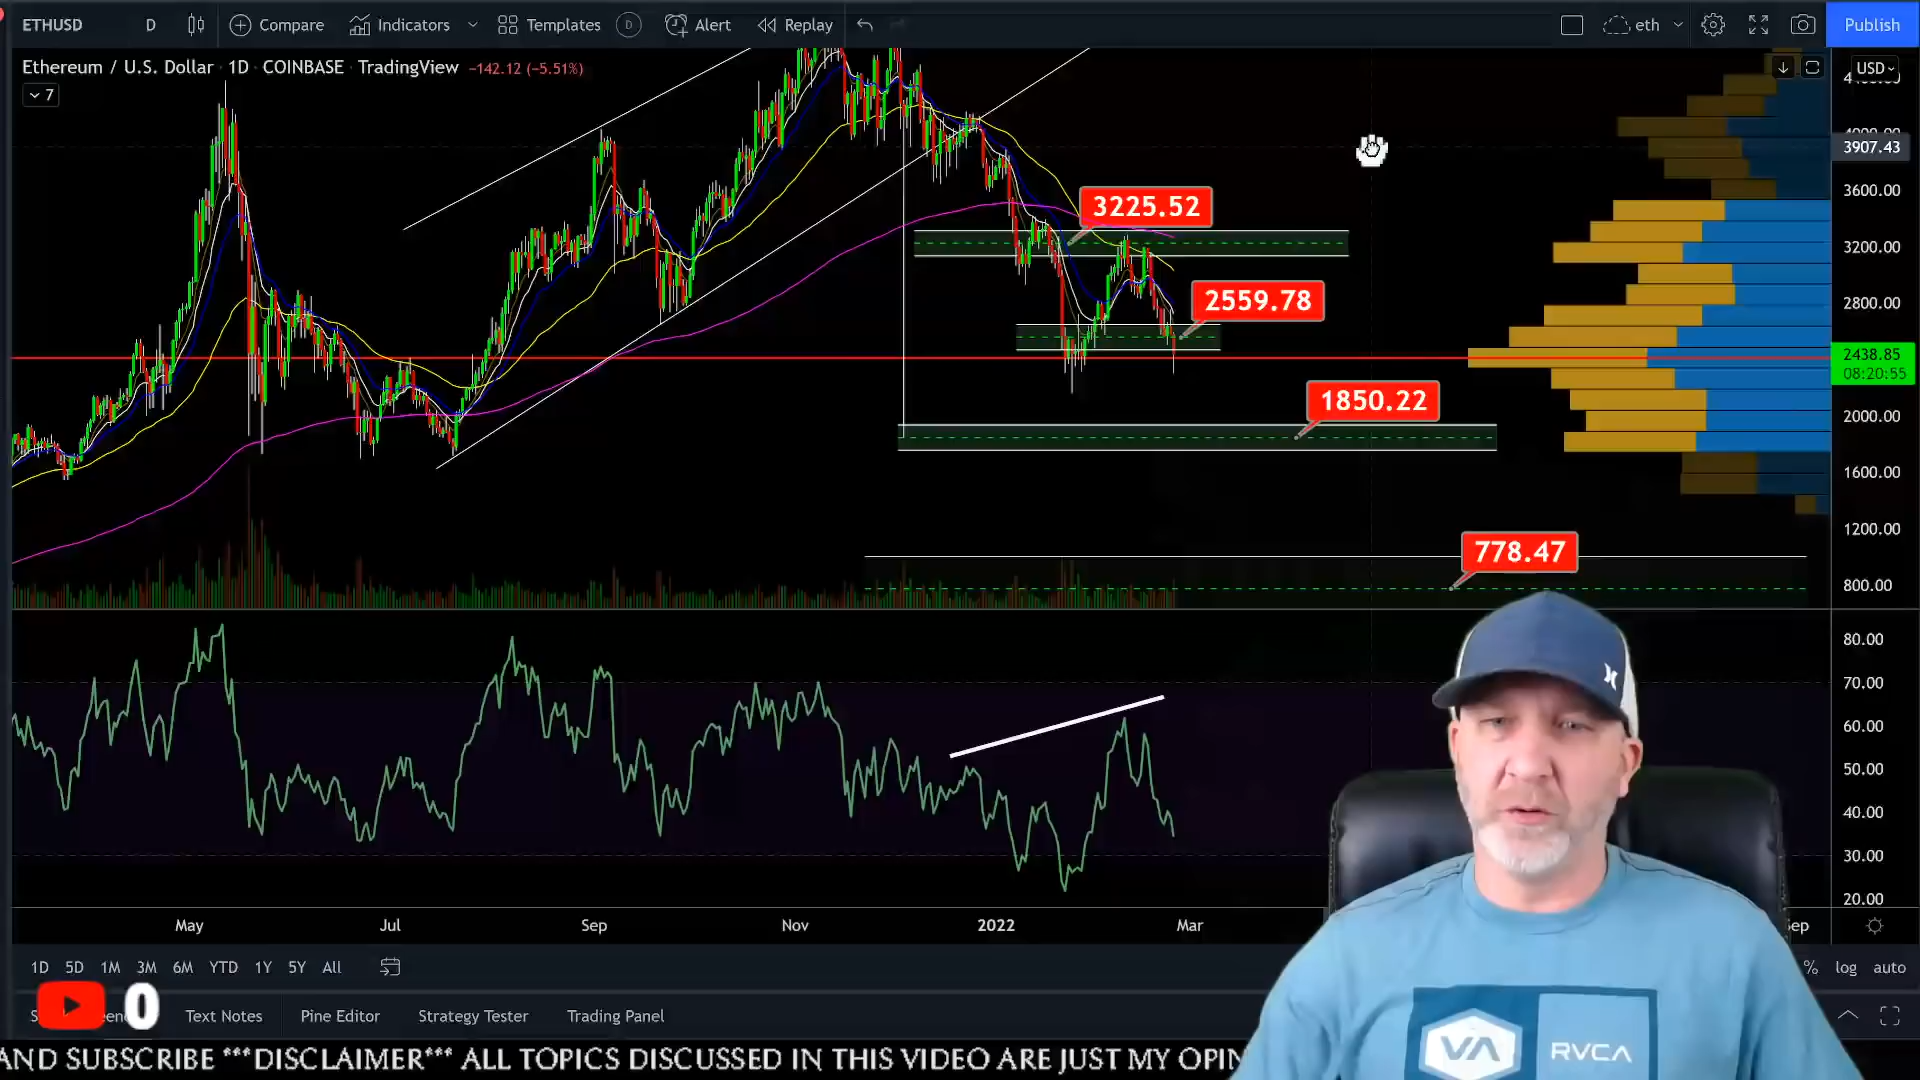 ETHUSD D Compare Indicators Templates D Alert Replay eth Publish
Ethereum / U.S. Dollar · 1D · COINBASE · TradingView −142.12 (−5.51%)
7
USD
3907.43
3600.00
3225.52
3200.00
2559.78
2800.00
2438.85
08:20:55
1850.22
2000.00
1600.00
1200.00
778.47
800.00
80.00
70.00
60.00
50.00
40.00
30.00
20.00
May Jul Sep Nov 2022 Mar Sep
1D 5D 1M 3M 6M YTD 1Y 5Y All % log auto
0 Text Notes Pine Editor Strategy Tester Trading Panel
VA RVCA
AND SUBSCRIBE ***DISCLAIMER*** ALL TOPICS DISCUSSED IN THIS VIDEO ARE JUST MY OPIN